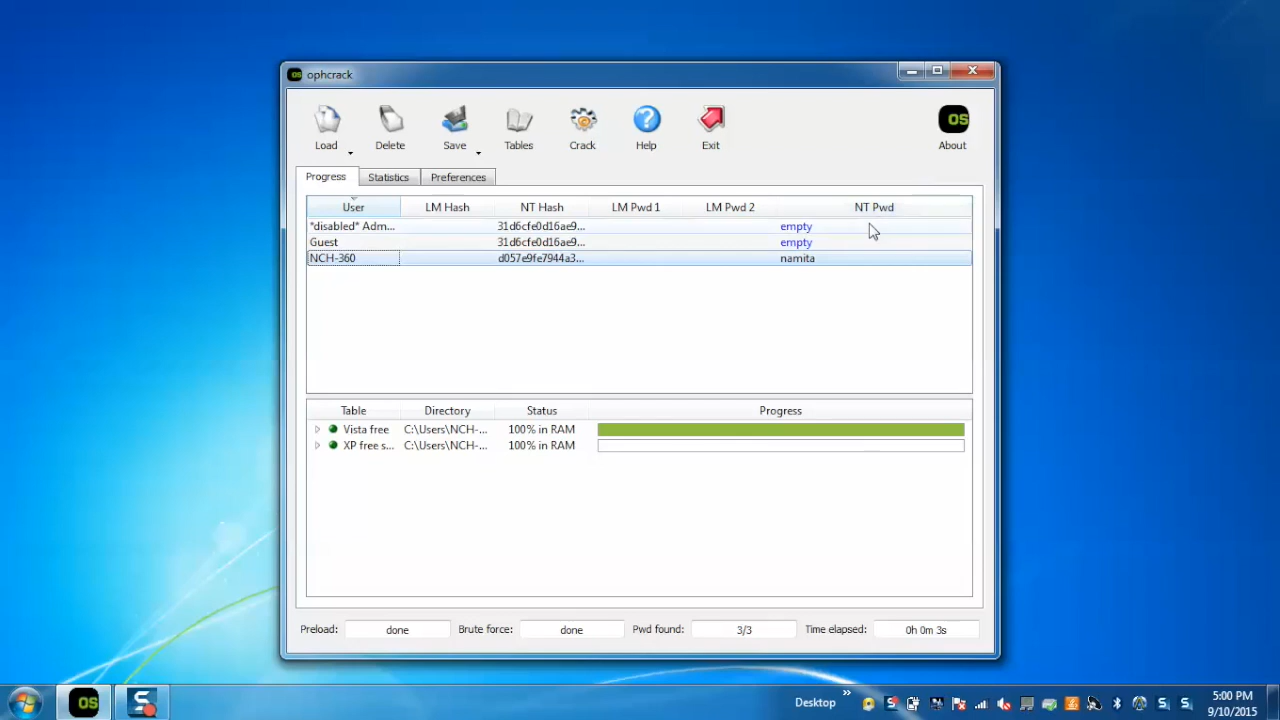 ophcrack
Load Delete Save Tables Crack Help Exit About
Progress Statistics Preferences
User LM Hash NT Hash LM Pwd 1 LM Pwd 2 NT Pwd
*disabled* Adm... 31d6cfe0d16ae9... empty
Guest 31d6cfe0d16ae9... empty
NCH-360 d057e9fe7944a3... namita
Table Directory Status Progress
Vista free C:\Users\NCH-... 100% in RAM
XP free s... C:\Users\NCH-... 100% in RAM
Preload: done Brute force: done Pwd found: 3/3 Time elapsed: 0h 0m 3s
Desktop
5:00 PM
9/10/2015